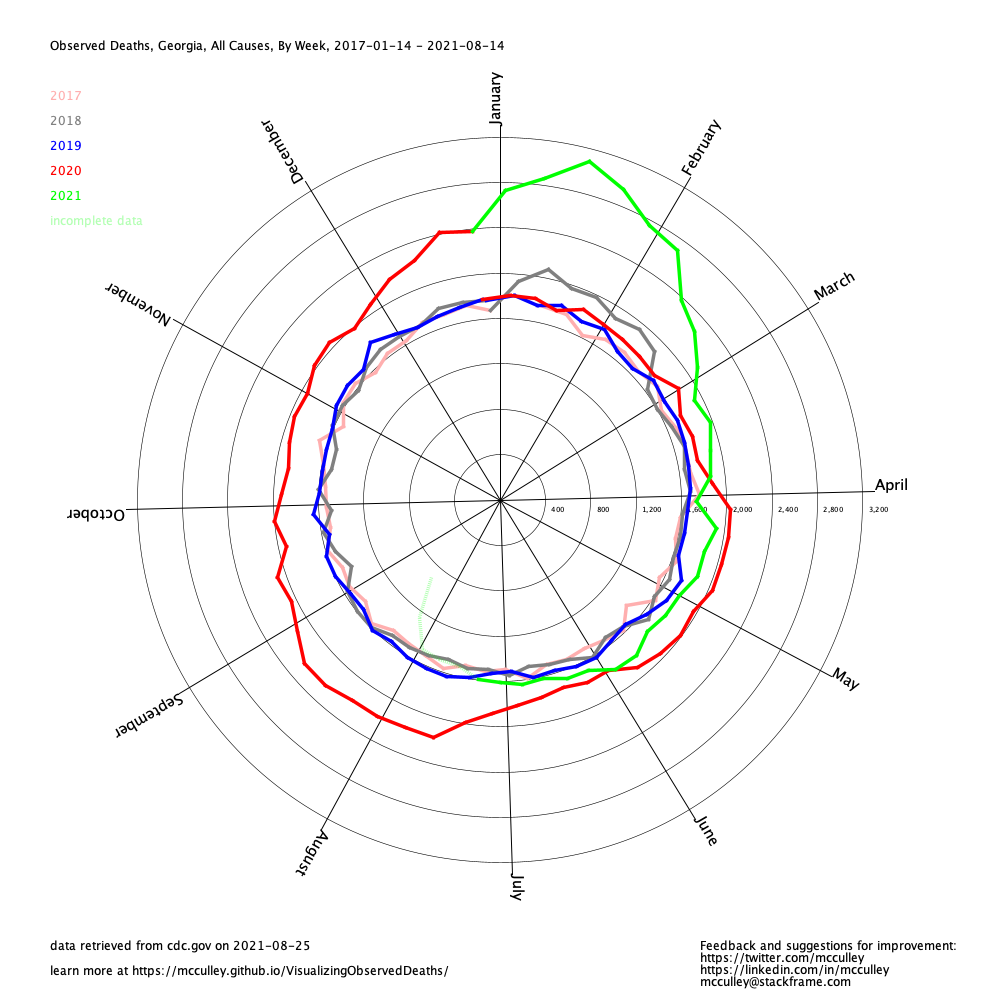 Observed Deaths, Georgia, All Causes, By Week, 2017-01-14 - 2021-08-14
2017
2018
2019
2020
2021
incomplete data
January
February
March
April
May
June
July
August
September
October
November
December
400
800
1,200
1,600
2,000
2,400
2,800
3,200
data retrieved from cdc.gov on 2021-08-25
learn more at https://mcculley.github.io/VisualizingObservedDeaths/
Feedback and suggestions for improvement:
https://twitter.com/mcculley
https://linkedin.com/in/mcculley
mcculley@stackframe.com